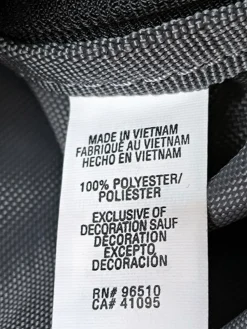 MADE IN VIETNAM
FABRIQUÉ AU VIETNAM
HECHO EN VIETNAM
100% POLYESTER/
POLIÉSTER
EXCLUSIVE OF
DECORATION SAUF
DÉCORATION
EXCEPTO
DECORACIÓN
RN# 96510
CA# 41095